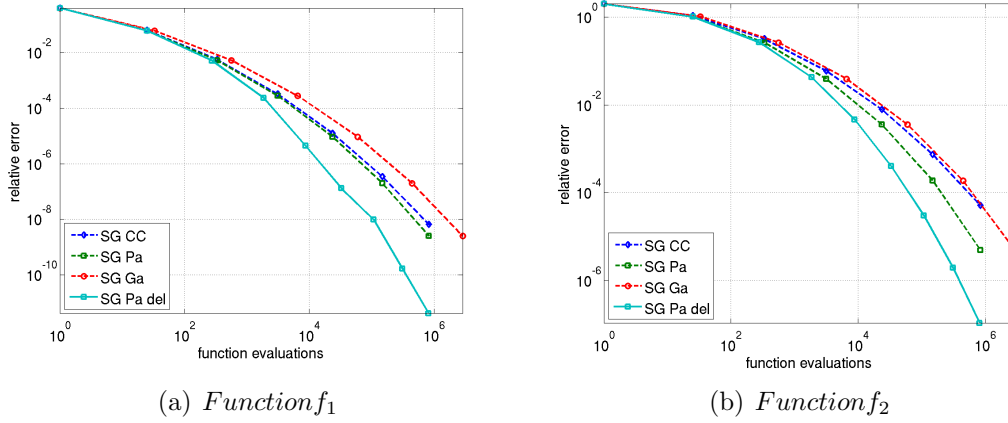 relative error
10^-2
10^-4
10^-6
10^-8
10^-10
SG CC
SG Pa
SG Ga
SG Pa del
10^0
10^2
10^4
10^6
function evaluations
(a) Functionf_1
relative error
10^0
10^-2
10^-4
10^-6
SG CC
SG Pa
SG Ga
SG Pa del
10^0
10^2
10^4
10^6
function evaluations
(b) Functionf_2